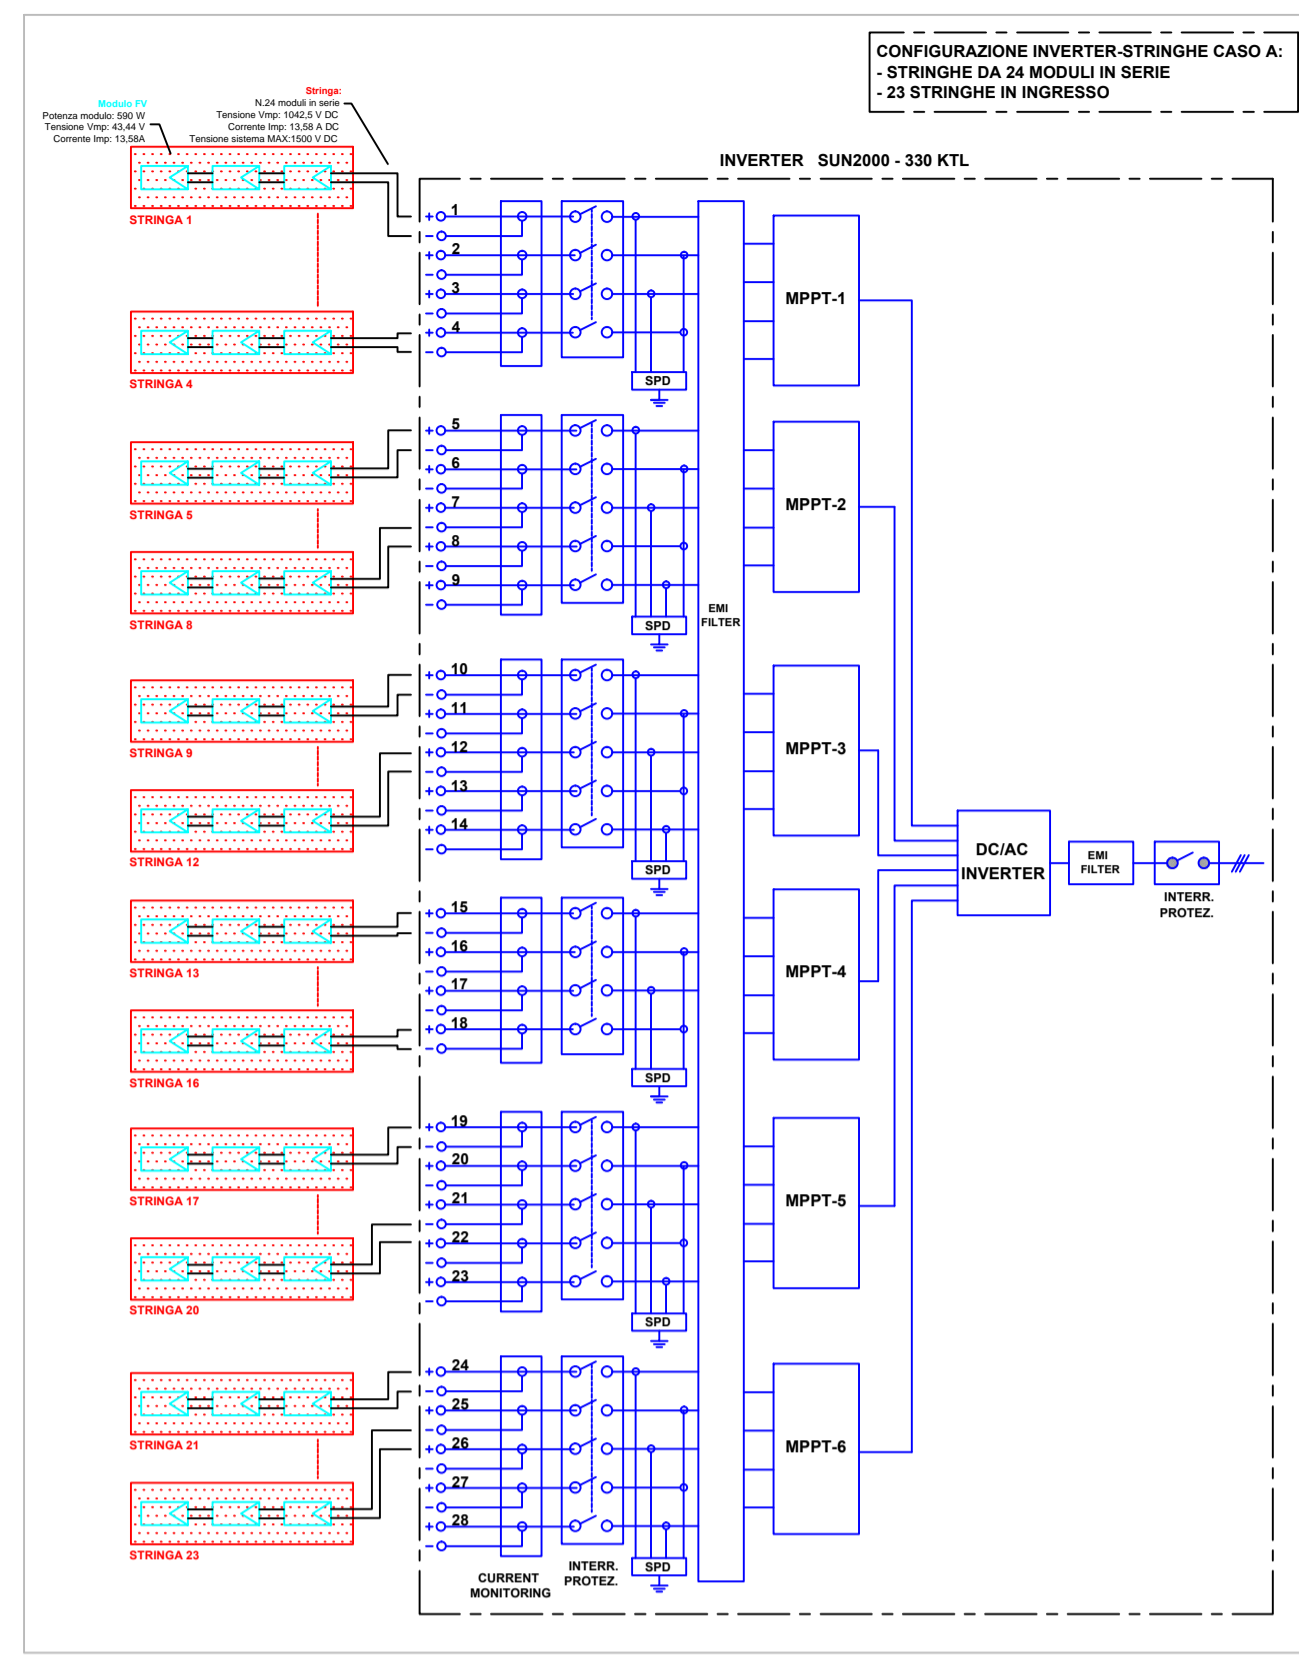 CONFIGURAZIONE INVERTER-STRINGHE CASO A:
- STRINGHE DA 24 MODULI IN SERIE
- 23 STRINGHE IN INGRESSO
Modulo FV
Potenza modulo: 590 W
Tensione Vmp: 43,44 V
Corrente Imp: 13,58A
Stringa:
N.24 moduli in serie
Tensione Vmp: 1042,5 V DC
Corrente Imp: 13,58 A DC
Tensione sistema MAX:1500 V DC
INVERTER SUN2000 - 330 KTL
STRINGA 1
STRINGA 4
+ 1
-
+ 2
-
+ 3
-
+ 4
-
SPD
MPPT-1
STRINGA 5
STRINGA 8
+ 5
-
+ 6
-
+ 7
-
+ 8
-
+ 9
-
SPD
MPPT-2
EMI
FILTER
STRINGA 9
STRINGA 12
+ 10
-
+ 11
-
+ 12
-
+ 13
-
+ 14
-
SPD
MPPT-3
DC/AC
INVERTER
EMI
FILTER
INTERR.
PROTEZ.
STRINGA 13
STRINGA 16
+ 15
-
+ 16
-
+ 17
-
+ 18
-
SPD
MPPT-4
STRINGA 17
STRINGA 20
+ 19
-
+ 20
-
+ 21
-
+ 22
-
+ 23
-
SPD
MPPT-5
STRINGA 21
STRINGA 23
+ 24
-
+ 25
-
+ 26
-
+ 27
-
+ 28
-
SPD
MPPT-6
CURRENT
MONITORING
INTERR.
PROTEZ.